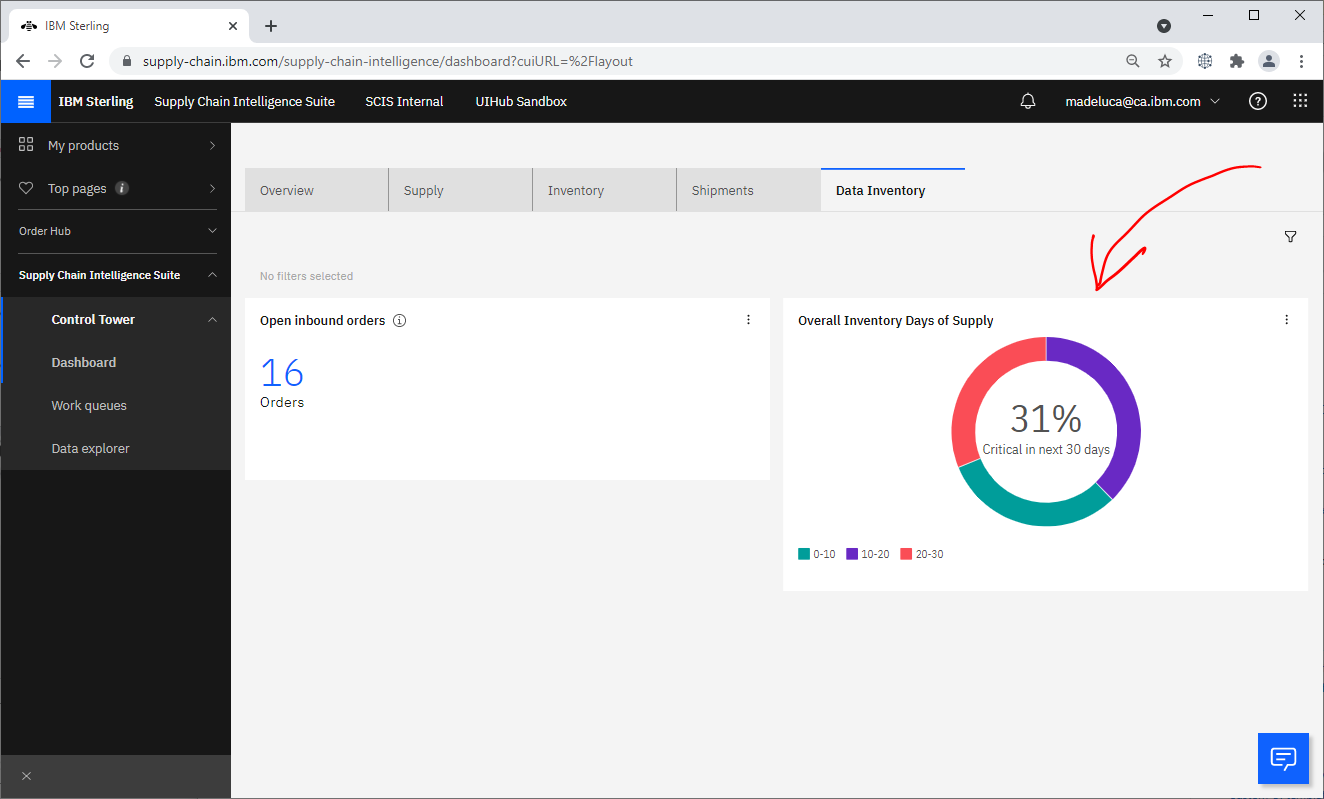 IBM Sterling
supply-chain.ibm.com/supply-chain-intelligence/dashboard?cuiURL=%2Flayout
IBM Sterling Supply Chain Intelligence Suite SCIS Internal UIHub Sandbox madeluca@ca.ibm.com
My products
Top pages
Order Hub
Supply Chain Intelligence Suite
Control Tower
Dashboard
Work queues
Data explorer
Overview Supply Inventory Shipments Data Inventory
No filters selected
Open inbound orders
16
Orders
Overall Inventory Days of Supply
31%
Critical in next 30 days
0-10 10-20 20-30